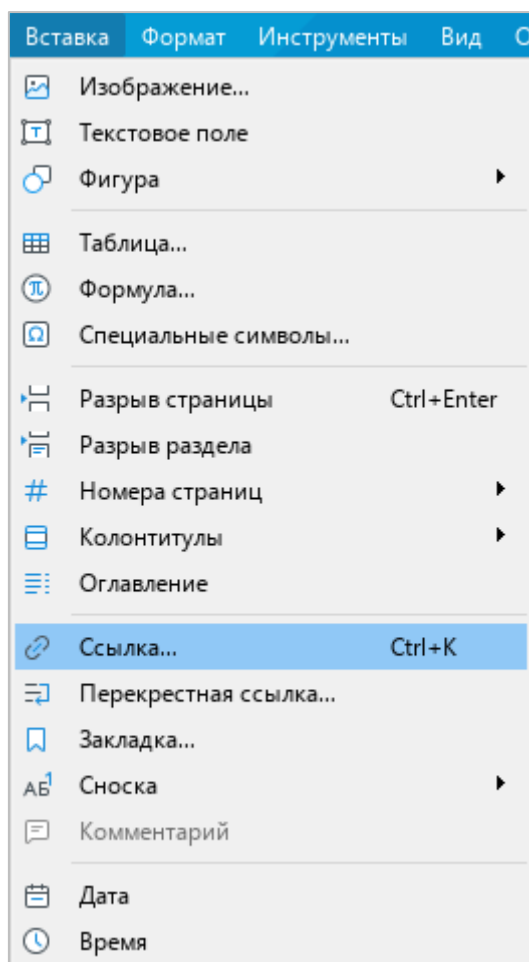 Вставка Формат Инструменты Вид
Изображение...
Текстовое поле
Фигура
Таблица...
Формула...
Специальные символы...
Разрыв страницы Ctrl+Enter
Разрыв раздела
Номера страниц
Колонтитулы
Оглавление
Ссылка... Ctrl+K
Перекрестная ссылка...
Закладка...
Сноска
Комментарий
Дата
Время